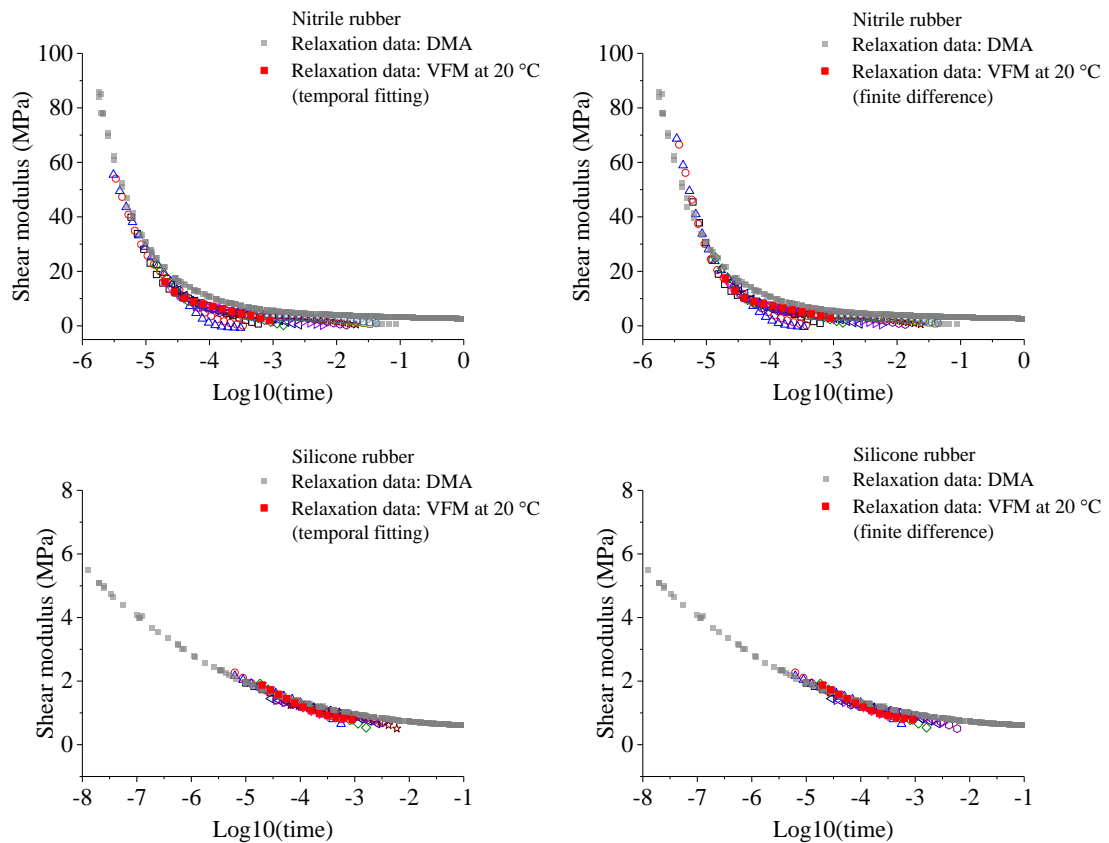 Nitrile rubber
Relaxation data: DMA
Relaxation data: VFM at 20 °C
(temporal fitting)
100
80
60
40
20
0
Shear modulus (MPa)
-6 -5 -4 -3 -2 -1 0
Log10(time)
Nitrile rubber
Relaxation data: DMA
Relaxation data: VFM at 20 °C
(finite difference)
100
80
60
40
20
0
Shear modulus (MPa)
-6 -5 -4 -3 -2 -1 0
Log10(time)
Silicone rubber
Relaxation data: DMA
Relaxation data: VFM at 20 °C
(temporal fitting)
8
6
4
2
0
Shear modulus (MPa)
-8 -7 -6 -5 -4 -3 -2 -1
Log10(time)
Silicone rubber
Relaxation data: DMA
Relaxation data: VFM at 20 °C
(finite difference)
8
6
4
2
0
Shear modulus (MPa)
-8 -7 -6 -5 -4 -3 -2 -1
Log10(time)